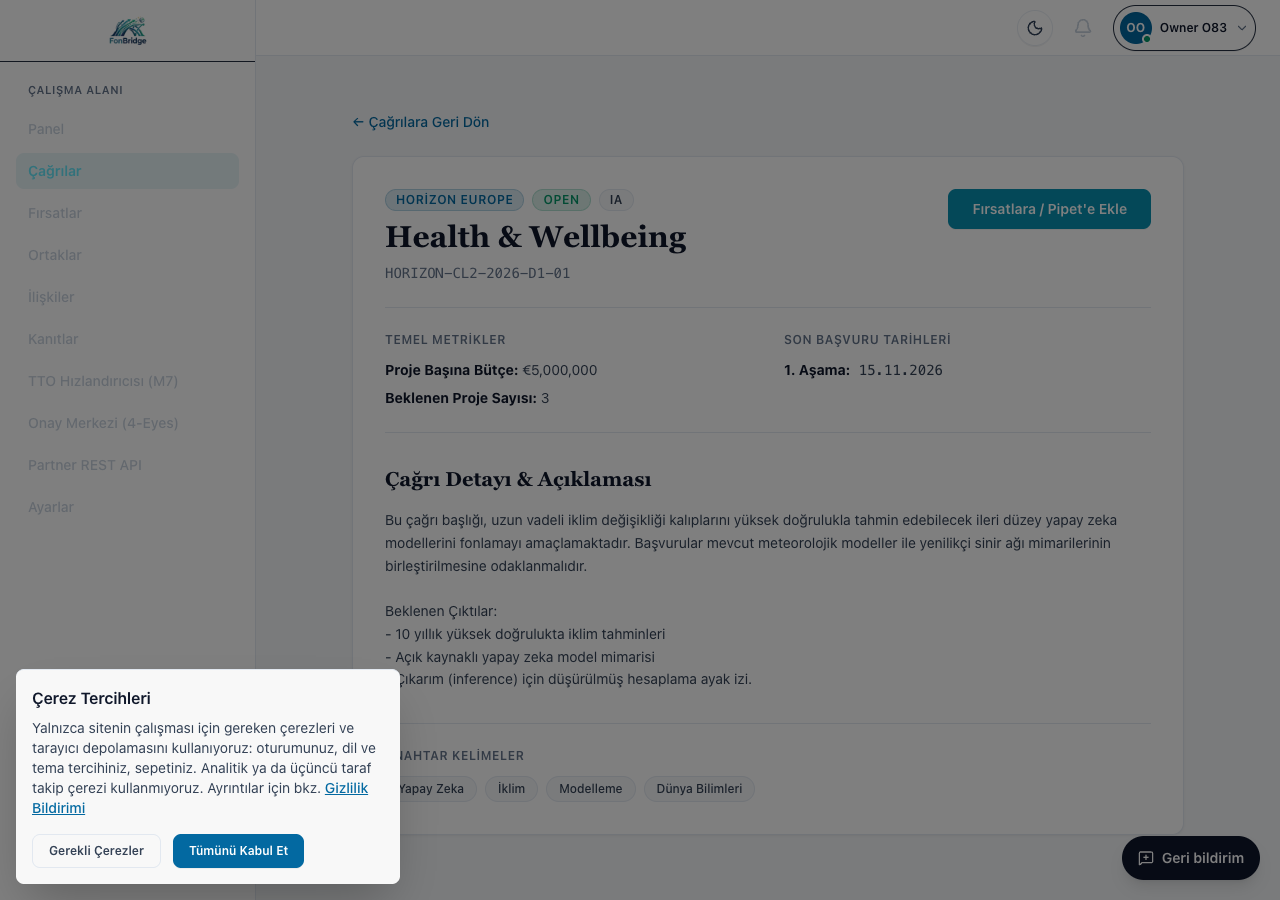 FonBridge
OO
Owner O83
ÇALIŞMA ALANI
Panel
Çağrılar
Fırsatlar
Ortaklar
İlişkiler
Kanıtlar
TTO Hızlandırıcısı (M7)
Onay Merkezi (4-Eyes)
Partner REST API
Ayarlar
← Çağrılara Geri Dön
HORİZON EUROPE
OPEN
IA
Fırsatlara / Pipet'e Ekle
Health & Wellbeing
HORIZON-CL2-2026-D1-01
TEMEL METRİKLER
Proje Başına Bütçe: €5,000,000
Beklenen Proje Sayısı: 3
SON BAŞVURU TARİHLERİ
1. Aşama: 15.11.2026
Çağrı Detayı & Açıklaması
Bu çağrı başlığı, uzun vadeli iklim değişikliği kalıplarını yüksek doğrulukla tahmin edebilecek ileri düzey yapay zeka
modellerini fonlamayı amaçlamaktadır. Başvurular mevcut meteorolojik modeller ile yenilikçi sinir ağı mimarilerinin
birleştirilmesine odaklanmalıdır.
Beklenen Çıktılar:
- 10 yıllık yüksek doğrulukta iklim tahminleri
- Açık kaynaklı yapay zeka model mimarisi
Çıkarım (inference) için düşürülmüş hesaplama ayak izi.
NAHTAR KELİMELER
Yapay Zeka
İklim
Modelleme
Dünya Bilimleri
Çerez Tercihleri
Yalnızca sitenin çalışması için gereken çerezleri ve
tarayıcı depolamasını kullanıyoruz: oturumunuz, dil ve
tema tercihiniz, sepetiniz. Analitik ya da üçüncü taraf
takip çerezi kullanmıyoruz. Ayrıntılar için bkz. Gizlilik
Bildirimi
Gerekli Çerezler
Tümünü Kabul Et
Geri bildirim